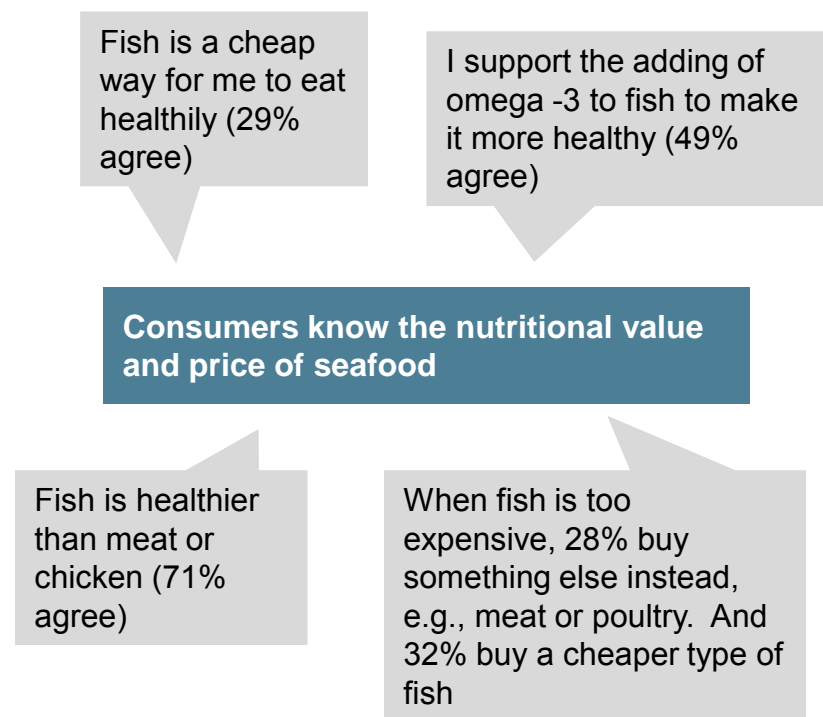 Fish is a cheap
way for me to eat
healthily (29%
agree)
I support the adding of
omega -3 to fish to make
it more healthy (49%
agree)
Consumers know the nutritional value
and price of seafood
Fish is healthier
than meat or
chicken (71%
agree)
When fish is too
expensive, 28% buy
something else instead,
e.g., meat or poultry.  And
32% buy a cheaper type of
fish